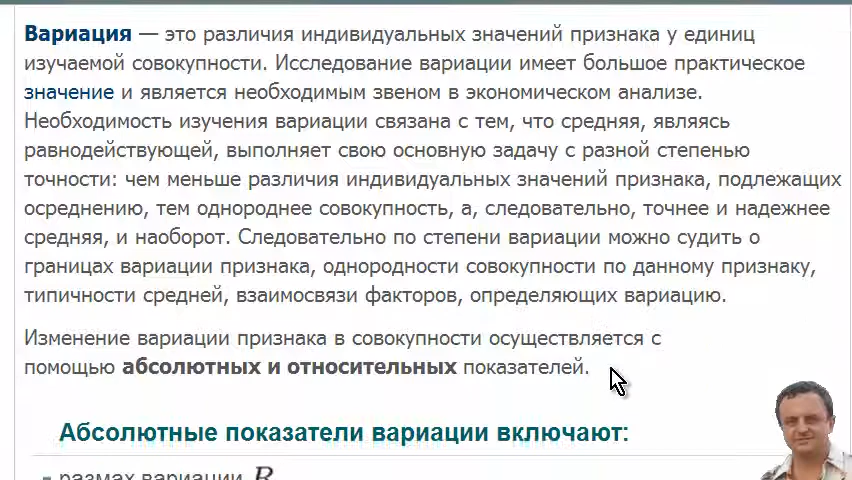 Вариация — это различия индивидуальных значений признака у единиц
изучаемой совокупности. Исследование вариации имеет большое практическое
значение и является необходимым звеном в экономическом анализе.
Необходимость изучения вариации связана с тем, что средняя, являясь
равнодействующей, выполняет свою основную задачу с разной степенью
точности: чем меньше различия индивидуальных значений признака, подлежащих
осреднению, тем однороднее совокупность, а, следовательно, точнее и надежнее
средняя, и наоборот. Следовательно по степени вариации можно судить о
границах вариации признака, однородности совокупности по данному признаку,
типичности средней, взаимосвязи факторов, определяющих вариацию.
Изменение вариации признака в совокупности осуществляется с
помощью абсолютных и относительных показателей.
Абсолютные показатели вариации включают:
размах вариации R